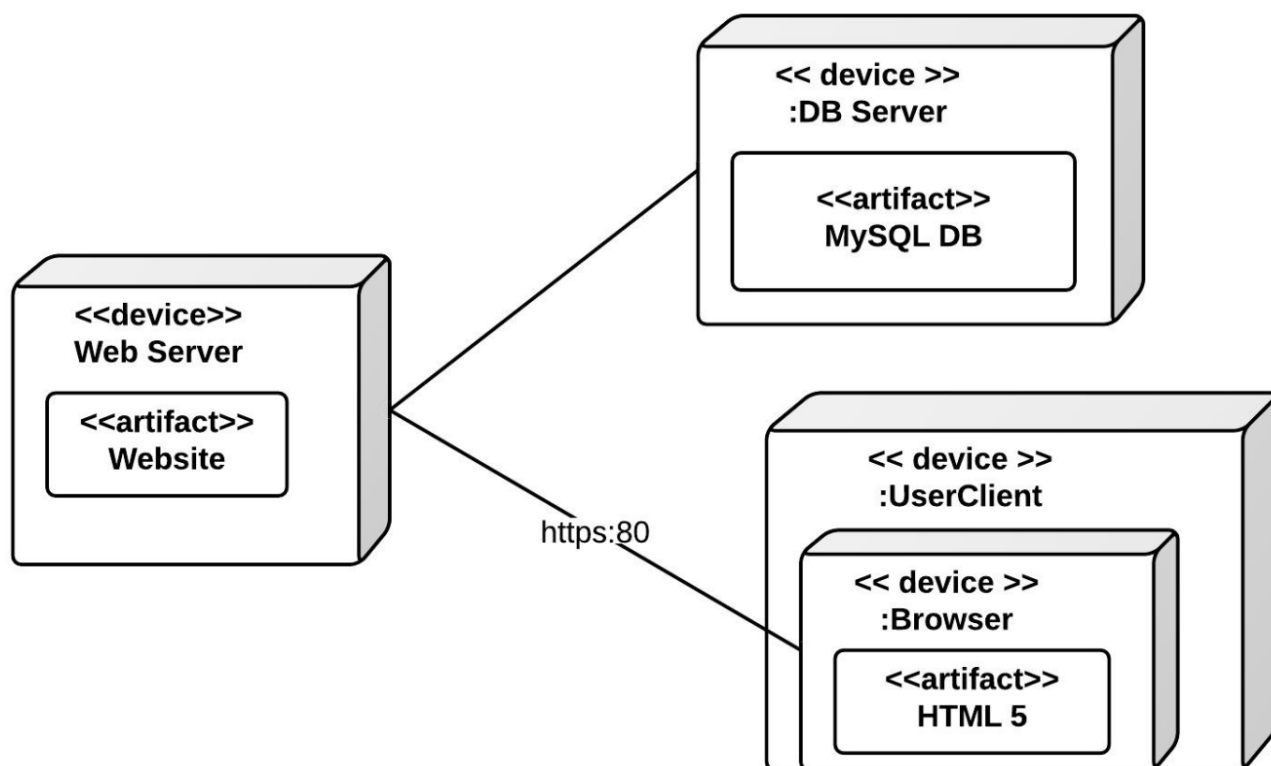 << device >>
:DB Server
<<artifact>>
MySQL DB
<<device>>
Web Server
<<artifact>>
Website
https:80
<< device >>
:UserClient
<< device >>
:Browser
<<artifact>>
HTML 5